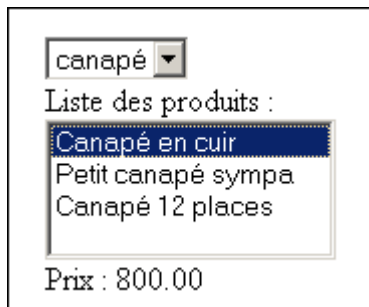 canapé
Liste des produits :
Canapé en cuir
Petit canapé sympa
Canapé 12 places
Prix : 800.00